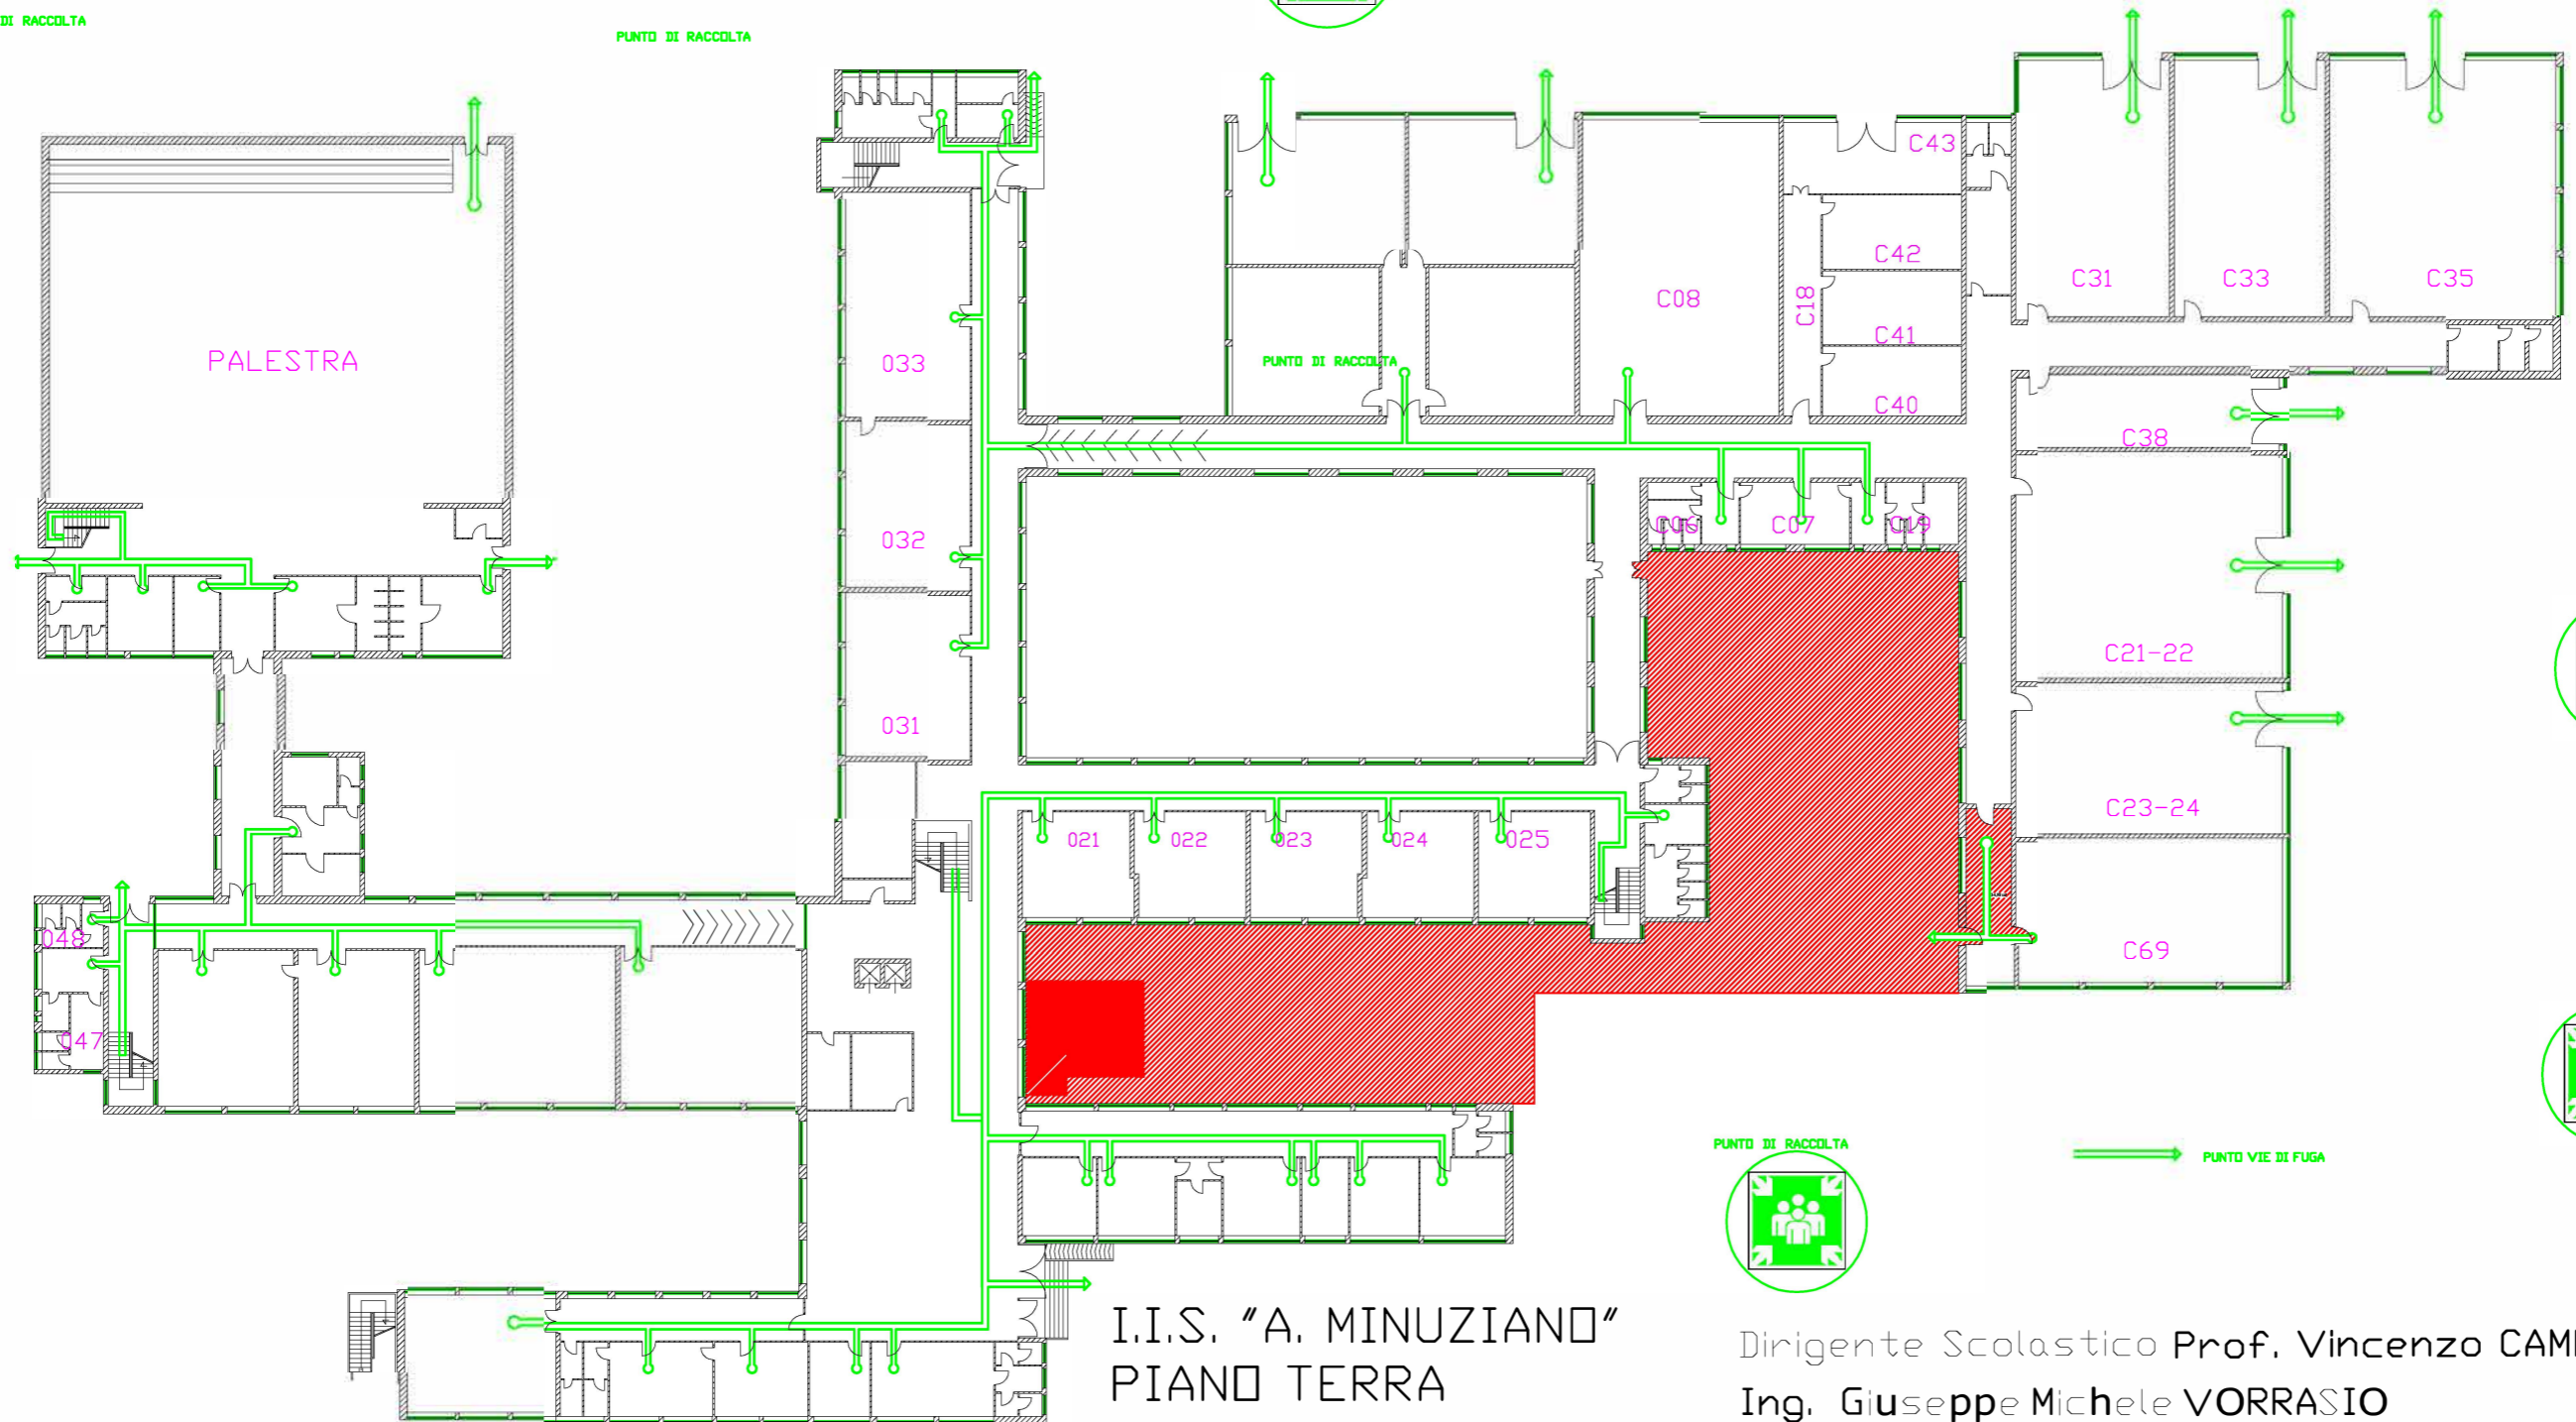 DI RACCOLTA
PUNTO DI RACCOLTA
C43
C42
C18
C41
C40
C08
C31
C33
C35
PALESTRA
033
PUNTO DI RACCOLTA
C38
032
C06
C07
C19
C21-22
031
C23-24
021
022
023
024
025
048
C69
047
PUNTO DI RACCOLTA
PUNTO VIE DI FUGA
I.I.S. "A. MINUZIANO"
PIANO TERRA
Dirigente Scolastico Prof. Vincenzo CAM
Ing. Giuseppe Michele VORRASIO